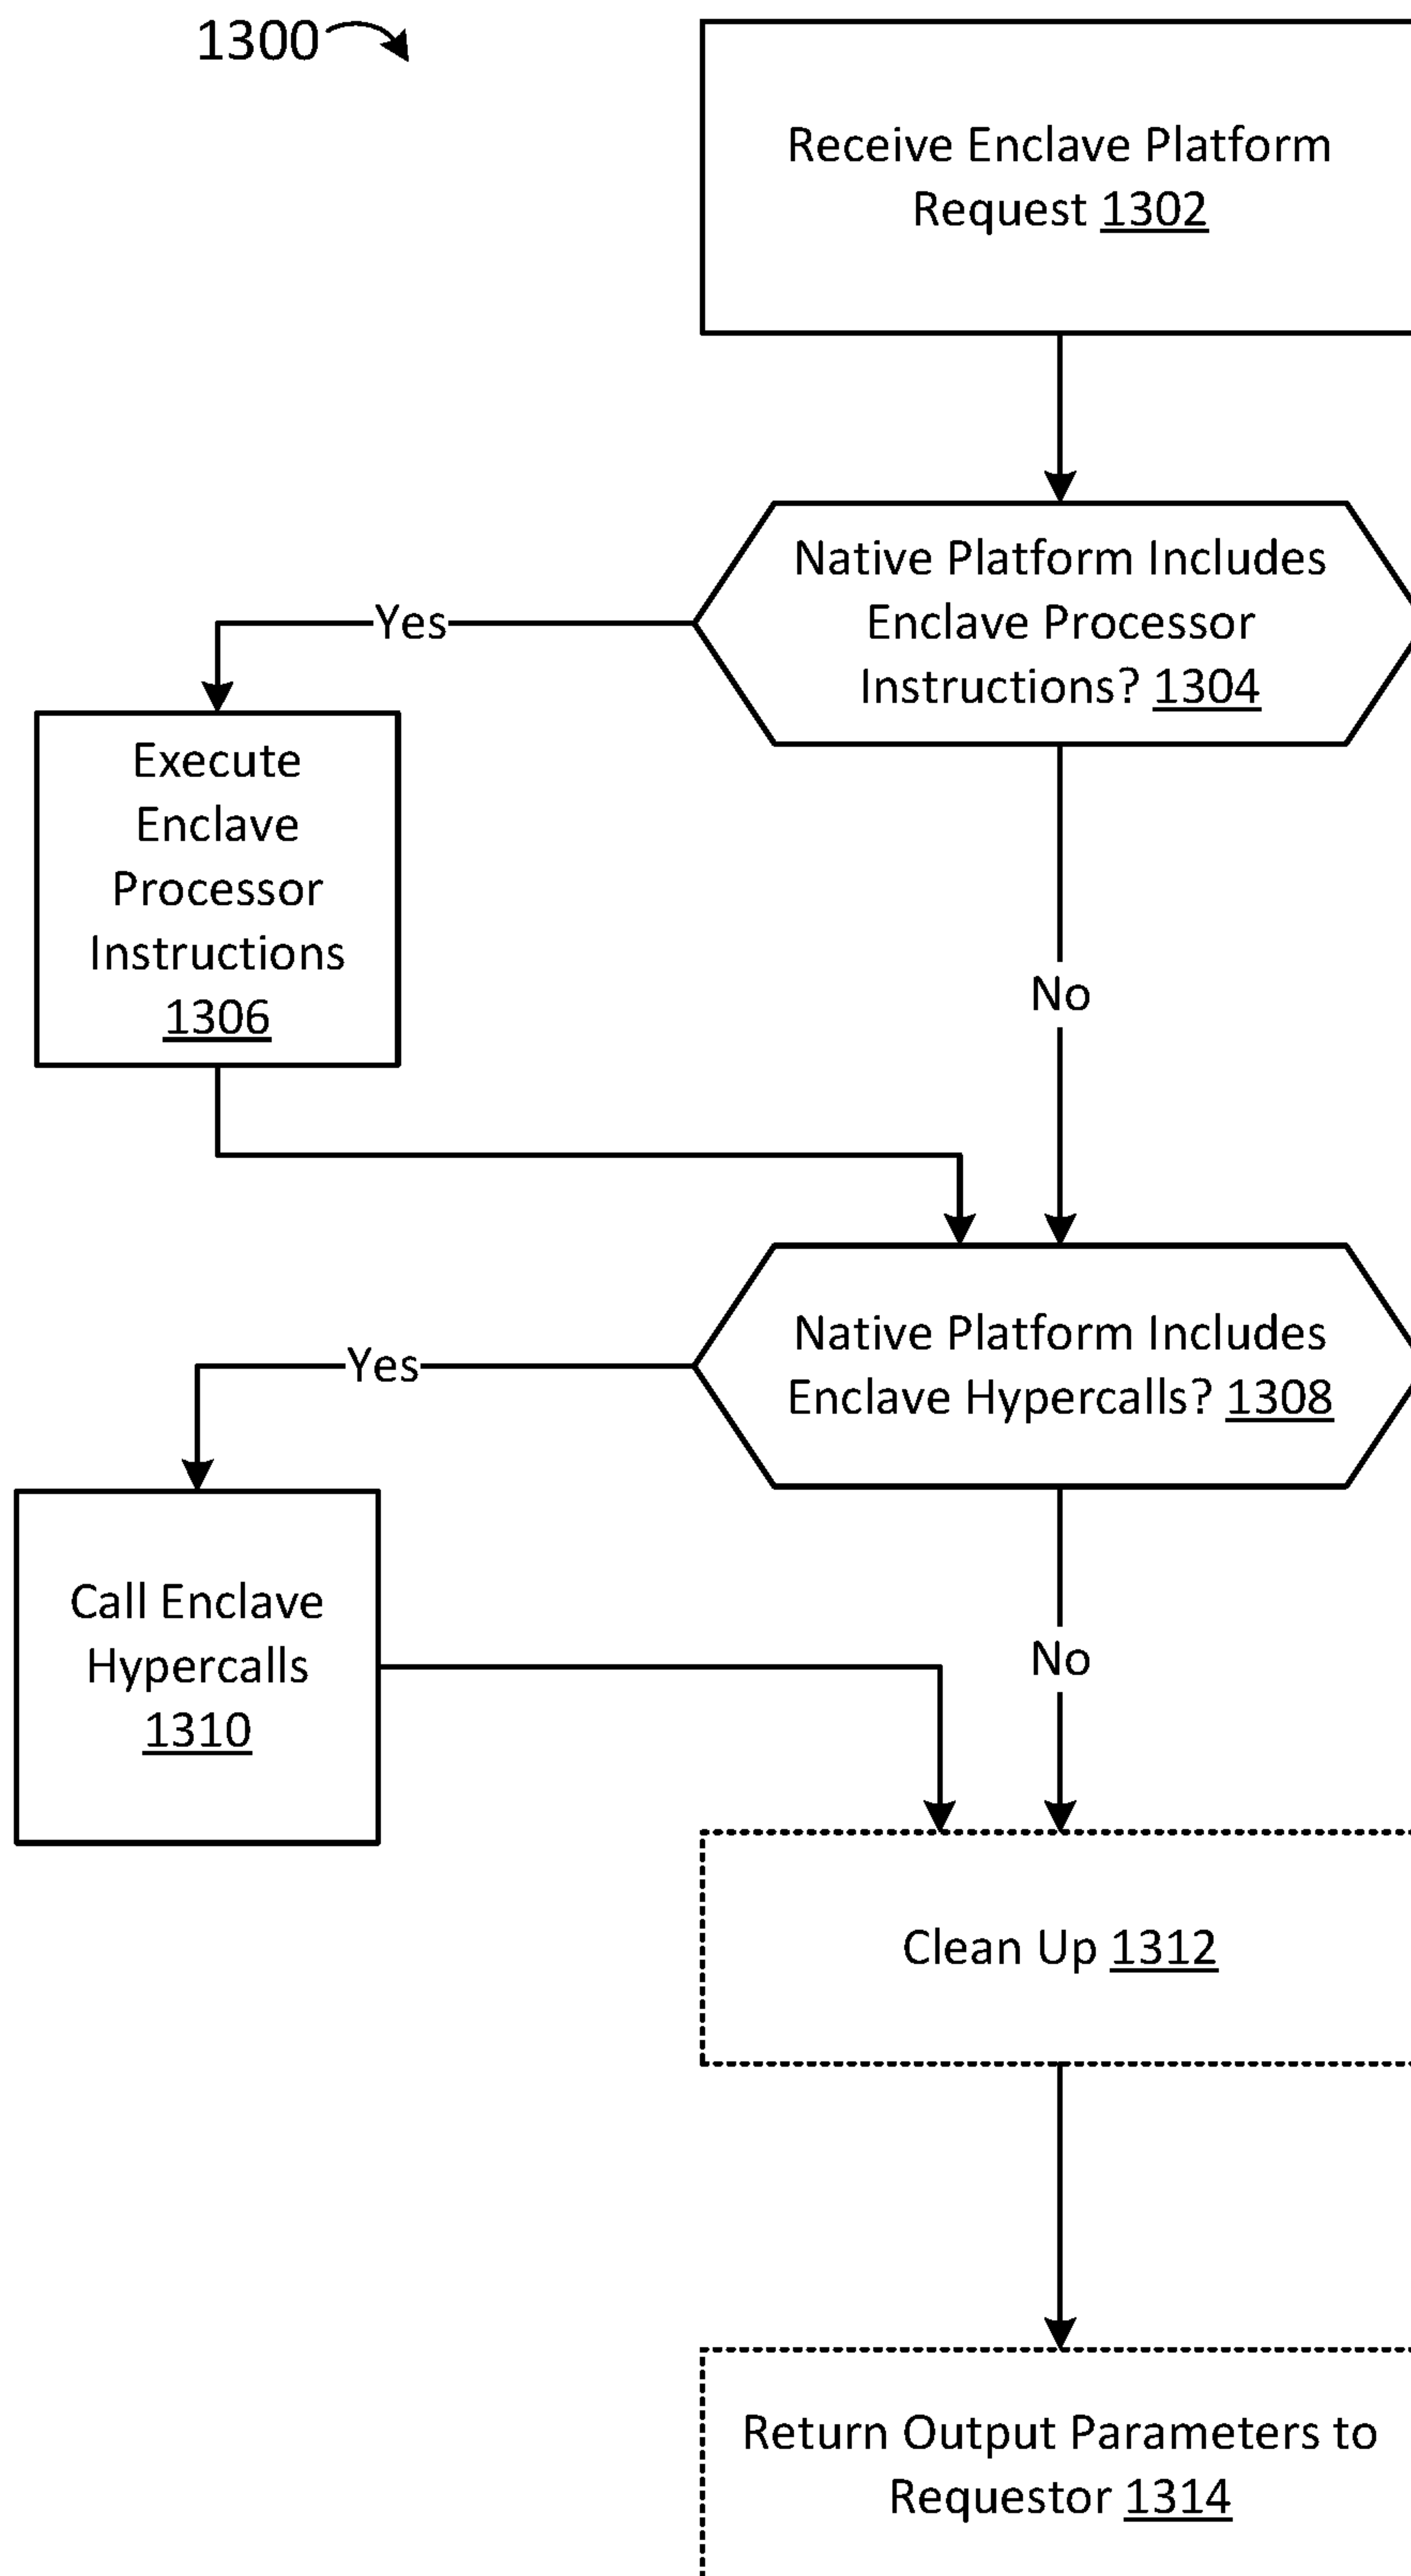 1300
Receive Enclave Platform
Request 1302
Native Platform Includes
Enclave Processor
Instructions? 1304
Yes
Execute
Enclave
Processor
Instructions
1306
No
Native Platform Includes
Enclave Hypercalls? 1308
Yes
Call Enclave
Hypercalls
1310
No
Clean Up 1312
Return Output Parameters to
Requestor 1314